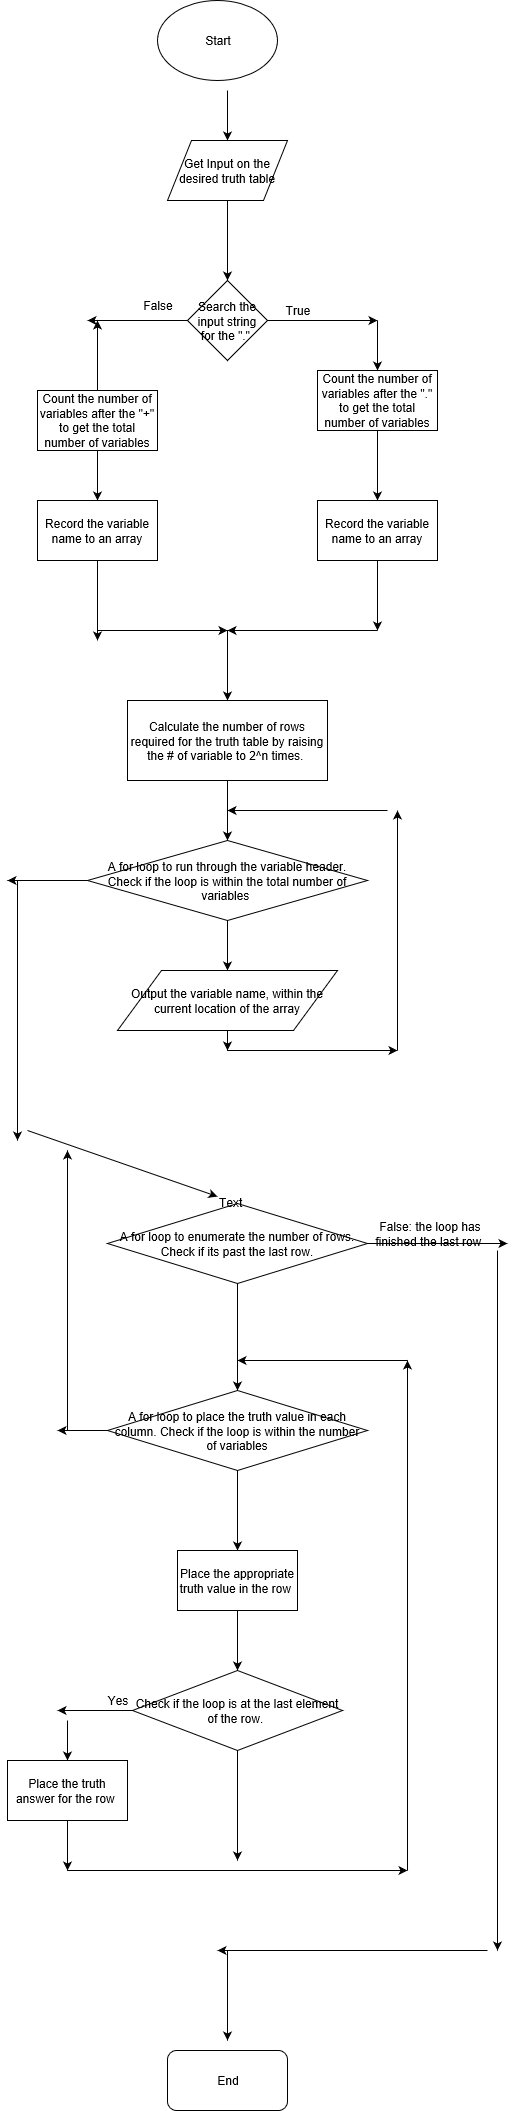 Start
Get Input on the
desired truth table
False
Search the
input string
for the "."
True
Count the number of
variables after the "+"
to get the total
number of variables
Count the number of
variables after the "."
to get the total
number of variables
Record the variable
name to an array
Record the variable
name to an array
Calculate the number of rows
required for the truth table by raising
the # of variable to 2^n times.
A for loop to run through the variable header.
Check if the loop is within the total number of
variables
Output the variable name, within the
current location of the array
Text
A for loop to enumerate the number of rows.
Check if its past the last row.
False: the loop has
finished the last row
A for loop to place the truth value in each
column. Check if the loop is within the number
of variables
Place the appropriate
truth value in the row
Yes
Check if the loop is at the last element
of the row.
Place the truth
answer for the row
End